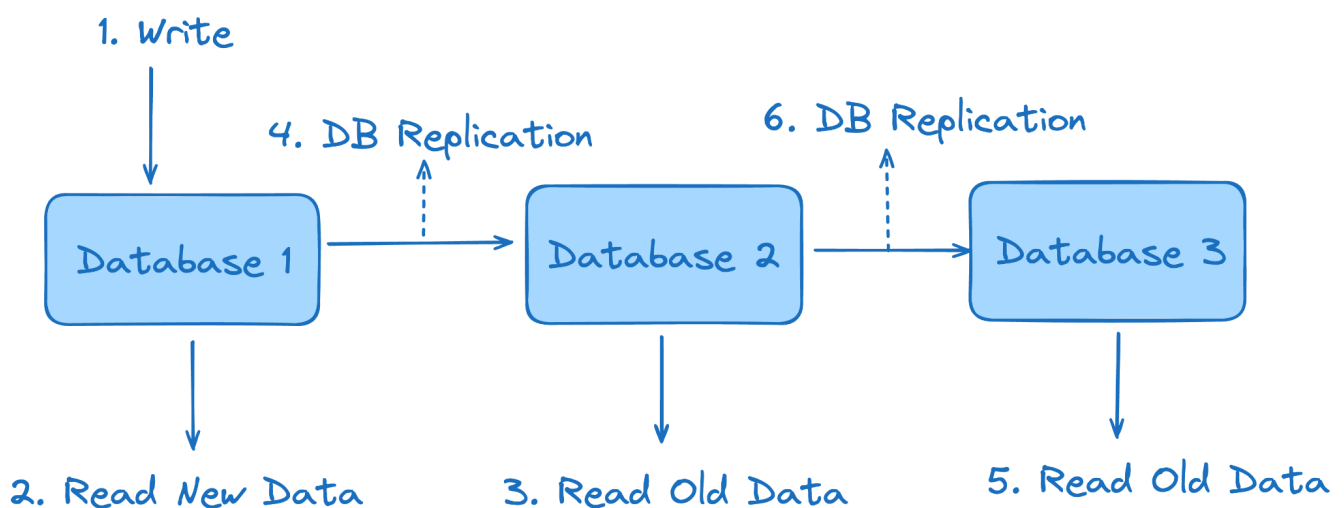 1. Write
4. DB Replication
6. DB Replication
Database 1
Database 2
Database 3
2. Read New Data
3. Read Old Data
5. Read Old Data